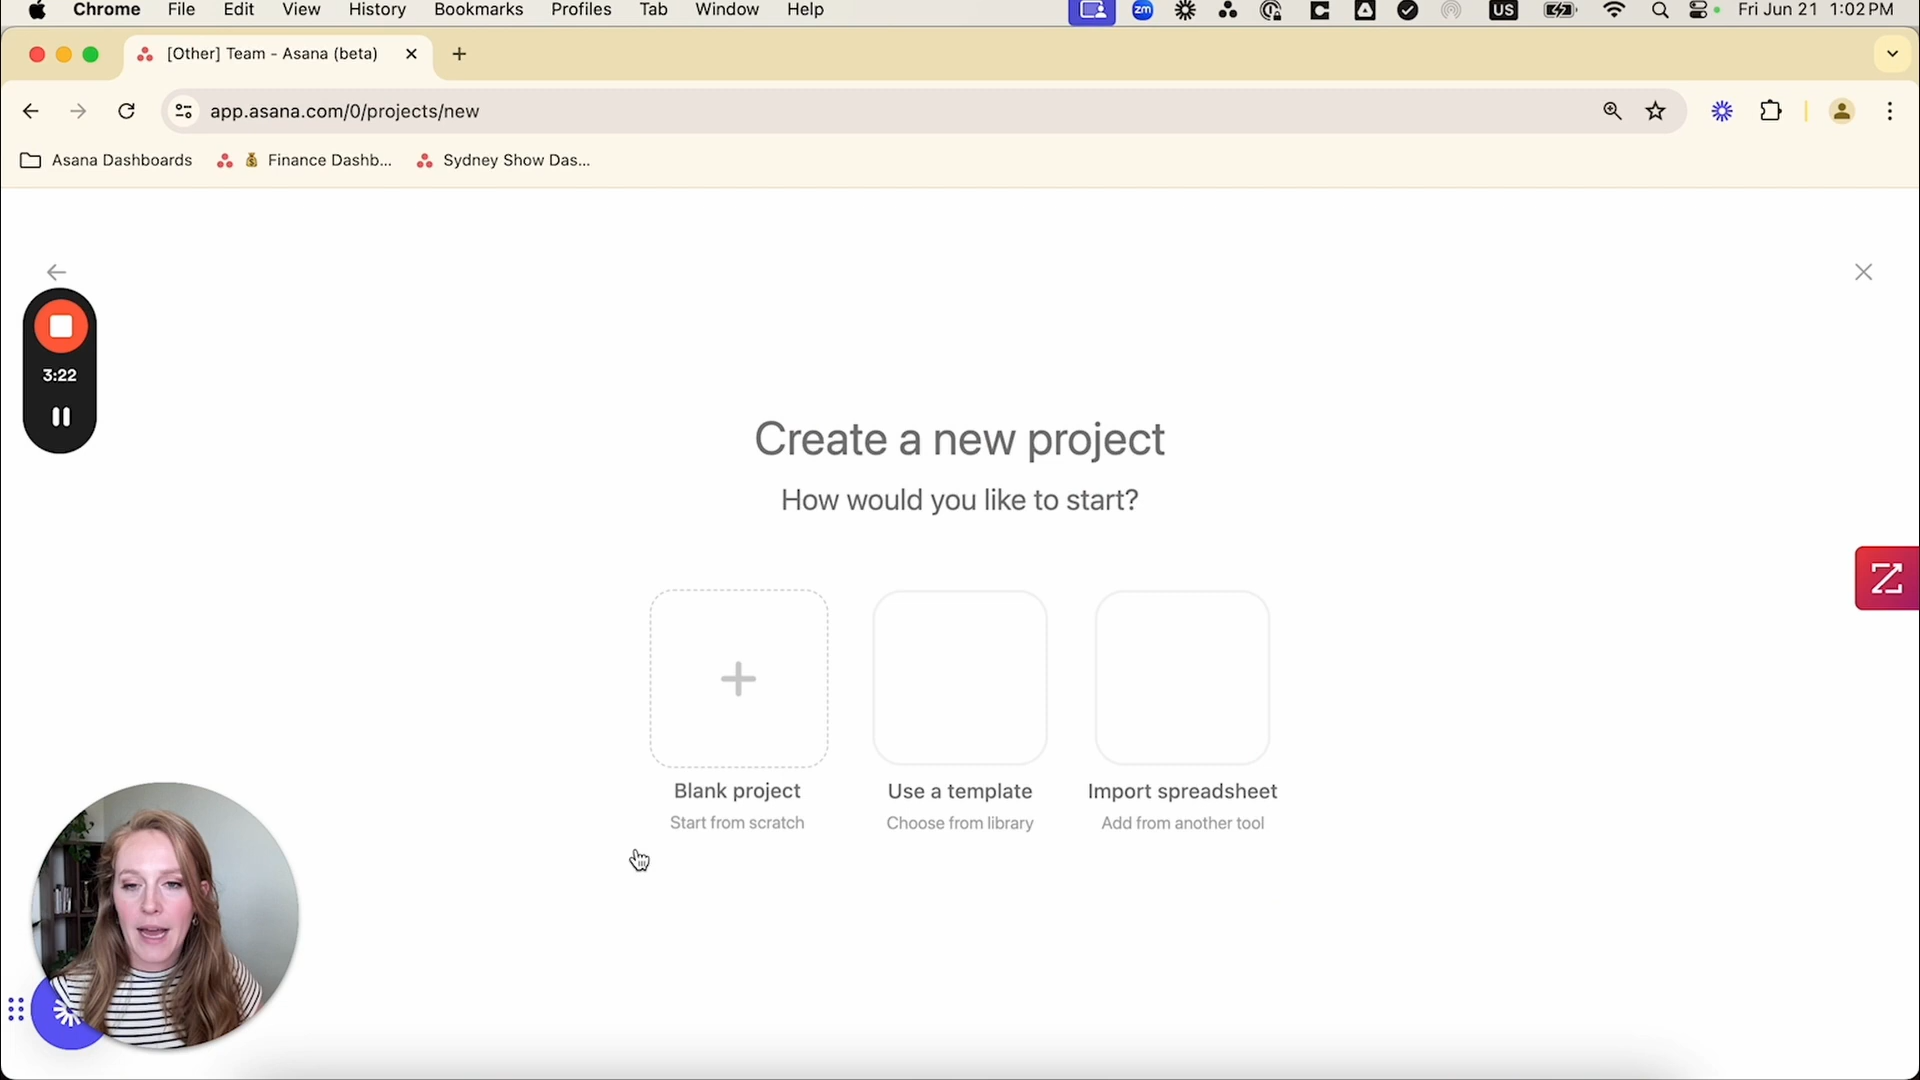 Chrome File Edit View History Bookmarks Profiles Tab Window Help zm US Fri Jun 21 1:02 PM
[Other] Team - Asana (beta)
app.asana.com/0/projects/new
Asana Dashboards Finance Dashb... Sydney Show Das...
3:22
Create a new project
How would you like to start?
Blank project Use a template Import spreadsheet
Start from scratch Choose from library Add from another tool